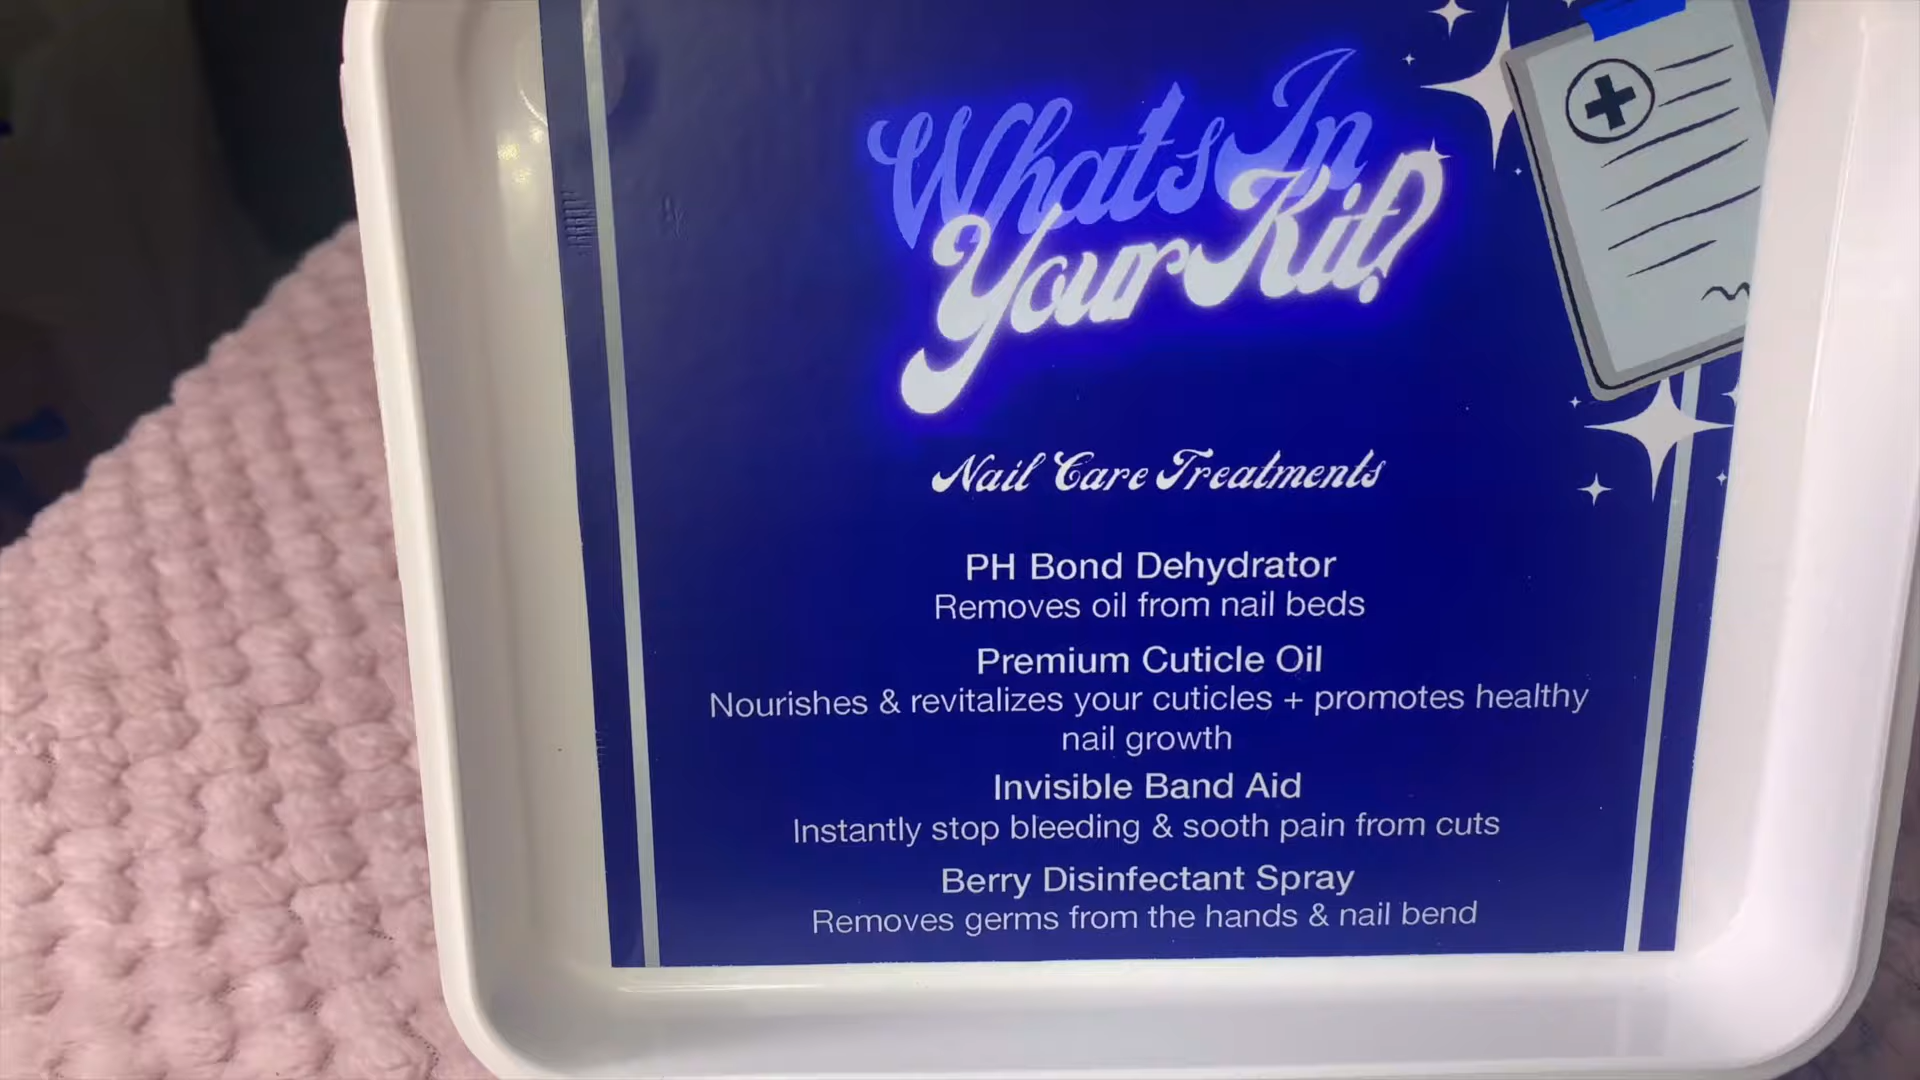 Whats In
Your Kit?
Nail Care Treatments
PH Bond Dehydrator
Removes oil from nail beds
Premium Cuticle Oil
Nourishes & revitalizes your cuticles + promotes healthy
nail growth
Invisible Band Aid
Instantly stop bleeding & sooth pain from cuts
Berry Disinfectant Spray
Removes germs from the hands & nail bend